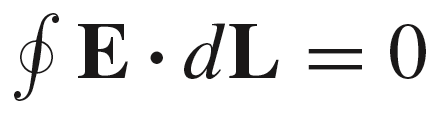 ∮ 𝐄 · d𝐋 = 0